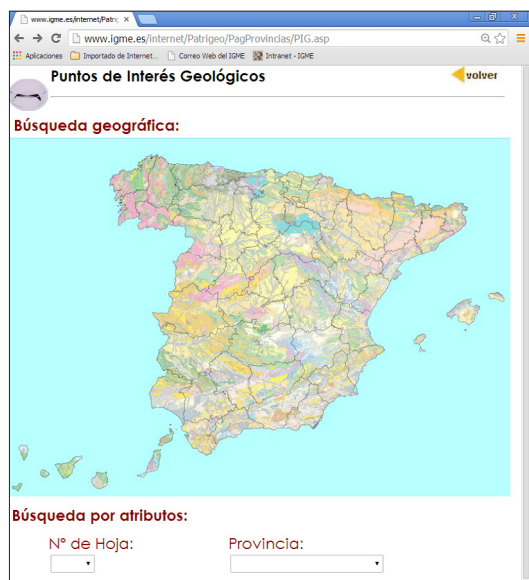 www.igme.es/internet/Patrig
www.igme.es/internet/Patrigeo/PagProvincias/PIG.asp
Aplicaciones Importado de Internet... Correo Web del IGME Intranet - IGME
Puntos de Interés Geológicos
volver
Búsqueda geográfica:
Búsqueda por atributos:
Nº de Hoja: Provincia: